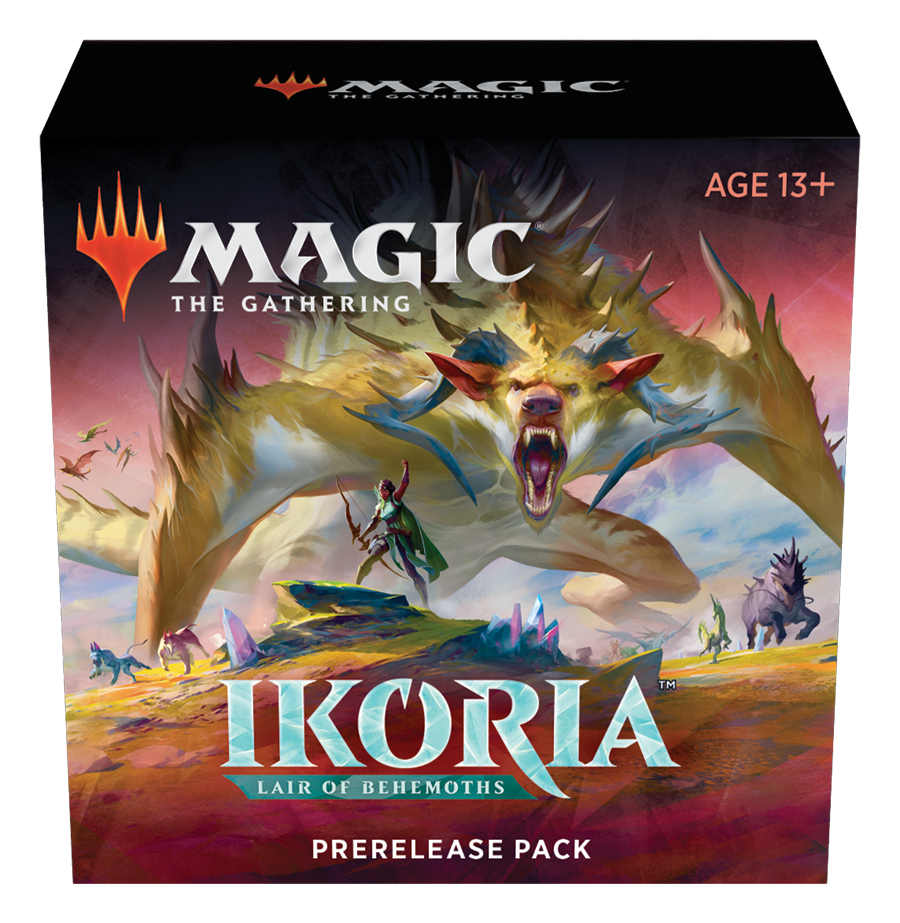 MAGIC
THE GATHERING
AGE 13+
MAGIC®
THE GATHERING
IKORIA™
LAIR OF BEHEMOTHS
PRERELEASE PACK